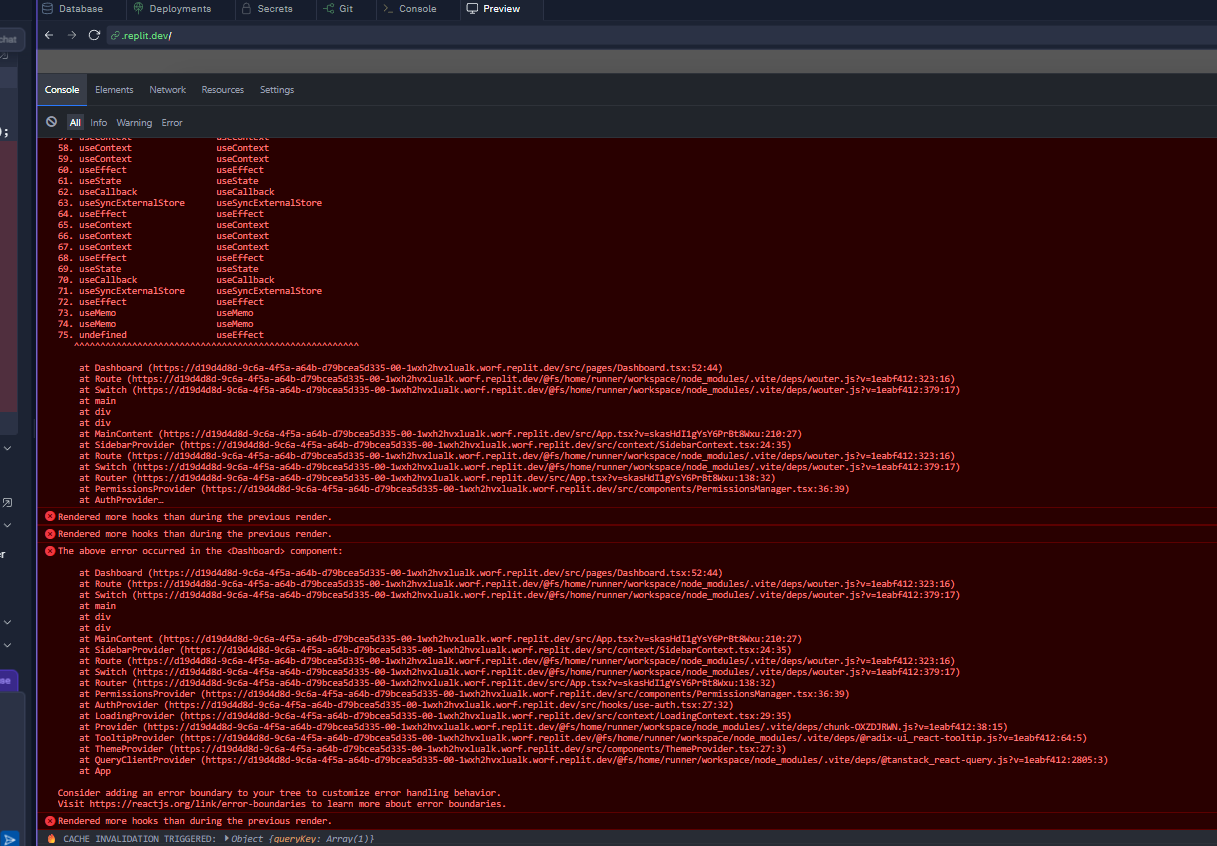 Database Deployments Secrets Git Console Preview
chat
.replit.dev/
Console Elements Network Resources Settings
All Info Warning Error
);
57. useContext useContext
58. useContext useContext
59. useContext useContext
60. useEffect useEffect
61. useState useState
62. useCallback useCallback
63. useSyncExternalStore useSyncExternalStore
64. useEffect useEffect
65. useContext useContext
66. useContext useContext
67. useContext useContext
68. useEffect useEffect
69. useState useState
70. useCallback useCallback
71. useSyncExternalStore useSyncExternalStore
72. useEffect useEffect
73. useMemo useMemo
74. useMemo useMemo
75. undefined useEffect
^^^^^^^^^^^^^^^^^^^^^^^^^^^^^^^^^^^^^^^^^^^^^^^^^^^^^^
at Dashboard (https://d19d4d8d-9c6a-4f5a-a64b-d79bcea5d335-00-1wxh2hvxlualk.worf.replit.dev/src/pages/Dashboard.tsx:52:44)
at Route (https://d19d4d8d-9c6a-4f5a-a64b-d79bcea5d335-00-1wxh2hvxlualk.worf.replit.dev/@fs/home/runner/workspace/node_modules/.vite/deps/wouter.js?v=1eabf412:323:16)
at Switch (https://d19d4d8d-9c6a-4f5a-a64b-d79bcea5d335-00-1wxh2hvxlualk.worf.replit.dev/@fs/home/runner/workspace/node_modules/.vite/deps/wouter.js?v=1eabf412:379:17)
at main
at div
at div
at MainContent (https://d19d4d8d-9c6a-4f5a-a64b-d79bcea5d335-00-1wxh2hvxlualk.worf.replit.dev/src/App.tsx?v=skasHdI1gYsY6PrBt8Wxu:210:27)
at SidebarProvider (https://d19d4d8d-9c6a-4f5a-a64b-d79bcea5d335-00-1wxh2hvxlualk.worf.replit.dev/src/context/SidebarContext.tsx:24:35)
at Route (https://d19d4d8d-9c6a-4f5a-a64b-d79bcea5d335-00-1wxh2hvxlualk.worf.replit.dev/@fs/home/runner/workspace/node_modules/.vite/deps/wouter.js?v=1eabf412:323:16)
at Switch (https://d19d4d8d-9c6a-4f5a-a64b-d79bcea5d335-00-1wxh2hvxlualk.worf.replit.dev/@fs/home/runner/workspace/node_modules/.vite/deps/wouter.js?v=1eabf412:379:17)
at Router (https://d19d4d8d-9c6a-4f5a-a64b-d79bcea5d335-00-1wxh2hvxlualk.worf.replit.dev/src/App.tsx?v=skasHdI1gYsY6PrBt8Wxu:138:32)
at PermissionsProvider (https://d19d4d8d-9c6a-4f5a-a64b-d79bcea5d335-00-1wxh2hvxlualk.worf.replit.dev/src/components/PermissionsManager.tsx:36:39)
at AuthProvider…
Rendered more hooks than during the previous render.
Rendered more hooks than during the previous render.
The above error occurred in the <Dashboard> component:
at Dashboard (https://d19d4d8d-9c6a-4f5a-a64b-d79bcea5d335-00-1wxh2hvxlualk.worf.replit.dev/src/pages/Dashboard.tsx:52:44)
at Route (https://d19d4d8d-9c6a-4f5a-a64b-d79bcea5d335-00-1wxh2hvxlualk.worf.replit.dev/@fs/home/runner/workspace/node_modules/.vite/deps/wouter.js?v=1eabf412:323:16)
at Switch (https://d19d4d8d-9c6a-4f5a-a64b-d79bcea5d335-00-1wxh2hvxlualk.worf.replit.dev/@fs/home/runner/workspace/node_modules/.vite/deps/wouter.js?v=1eabf412:379:17)
at main
at div
at div
at MainContent (https://d19d4d8d-9c6a-4f5a-a64b-d79bcea5d335-00-1wxh2hvxlualk.worf.replit.dev/src/App.tsx?v=skasHdI1gYsY6PrBt8Wxu:210:27)
at SidebarProvider (https://d19d4d8d-9c6a-4f5a-a64b-d79bcea5d335-00-1wxh2hvxlualk.worf.replit.dev/src/context/SidebarContext.tsx:24:35)
at Route (https://d19d4d8d-9c6a-4f5a-a64b-d79bcea5d335-00-1wxh2hvxlualk.worf.replit.dev/@fs/home/runner/workspace/node_modules/.vite/deps/wouter.js?v=1eabf412:323:16)
at Switch (https://d19d4d8d-9c6a-4f5a-a64b-d79bcea5d335-00-1wxh2hvxlualk.worf.replit.dev/@fs/home/runner/workspace/node_modules/.vite/deps/wouter.js?v=1eabf412:379:17)
at Router (https://d19d4d8d-9c6a-4f5a-a64b-d79bcea5d335-00-1wxh2hvxlualk.worf.replit.dev/src/App.tsx?v=skasHdI1gYsY6PrBt8Wxu:138:32)
at PermissionsProvider (https://d19d4d8d-9c6a-4f5a-a64b-d79bcea5d335-00-1wxh2hvxlualk.worf.replit.dev/src/components/PermissionsManager.tsx:36:39)
at AuthProvider (https://d19d4d8d-9c6a-4f5a-a64b-d79bcea5d335-00-1wxh2hvxlualk.worf.replit.dev/src/hooks/use-auth.tsx:27:32)
at LoadingProvider (https://d19d4d8d-9c6a-4f5a-a64b-d79bcea5d335-00-1wxh2hvxlualk.worf.replit.dev/src/context/LoadingContext.tsx:29:35)
at Provider (https://d19d4d8d-9c6a-4f5a-a64b-d79bcea5d335-00-1wxh2hvxlualk.worf.replit.dev/@fs/home/runner/workspace/node_modules/.vite/deps/chunk-OXZDJRWN.js?v=1eabf412:38:15)
at TooltipProvider (https://d19d4d8d-9c6a-4f5a-a64b-d79bcea5d335-00-1wxh2hvxlualk.worf.replit.dev/@fs/home/runner/workspace/node_modules/.vite/deps/@radix-ui_react-tooltip.js?v=1eabf412:64:5)
at ThemeProvider (https://d19d4d8d-9c6a-4f5a-a64b-d79bcea5d335-00-1wxh2hvxlualk.worf.replit.dev/src/components/ThemeProvider.tsx:27:3)
at QueryClientProvider (https://d19d4d8d-9c6a-4f5a-a64b-d79bcea5d335-00-1wxh2hvxlualk.worf.replit.dev/@fs/home/runner/workspace/node_modules/.vite/deps/@tanstack_react-query.js?v=1eabf412:2805:3)
at App
Consider adding an error boundary to your tree to customize error handling behavior.
Visit https://reactjs.org/link/error-boundaries to learn more about error boundaries.
Rendered more hooks than during the previous render.
CACHE INVALIDATION TRIGGERED: Object {queryKey: Array(1)}